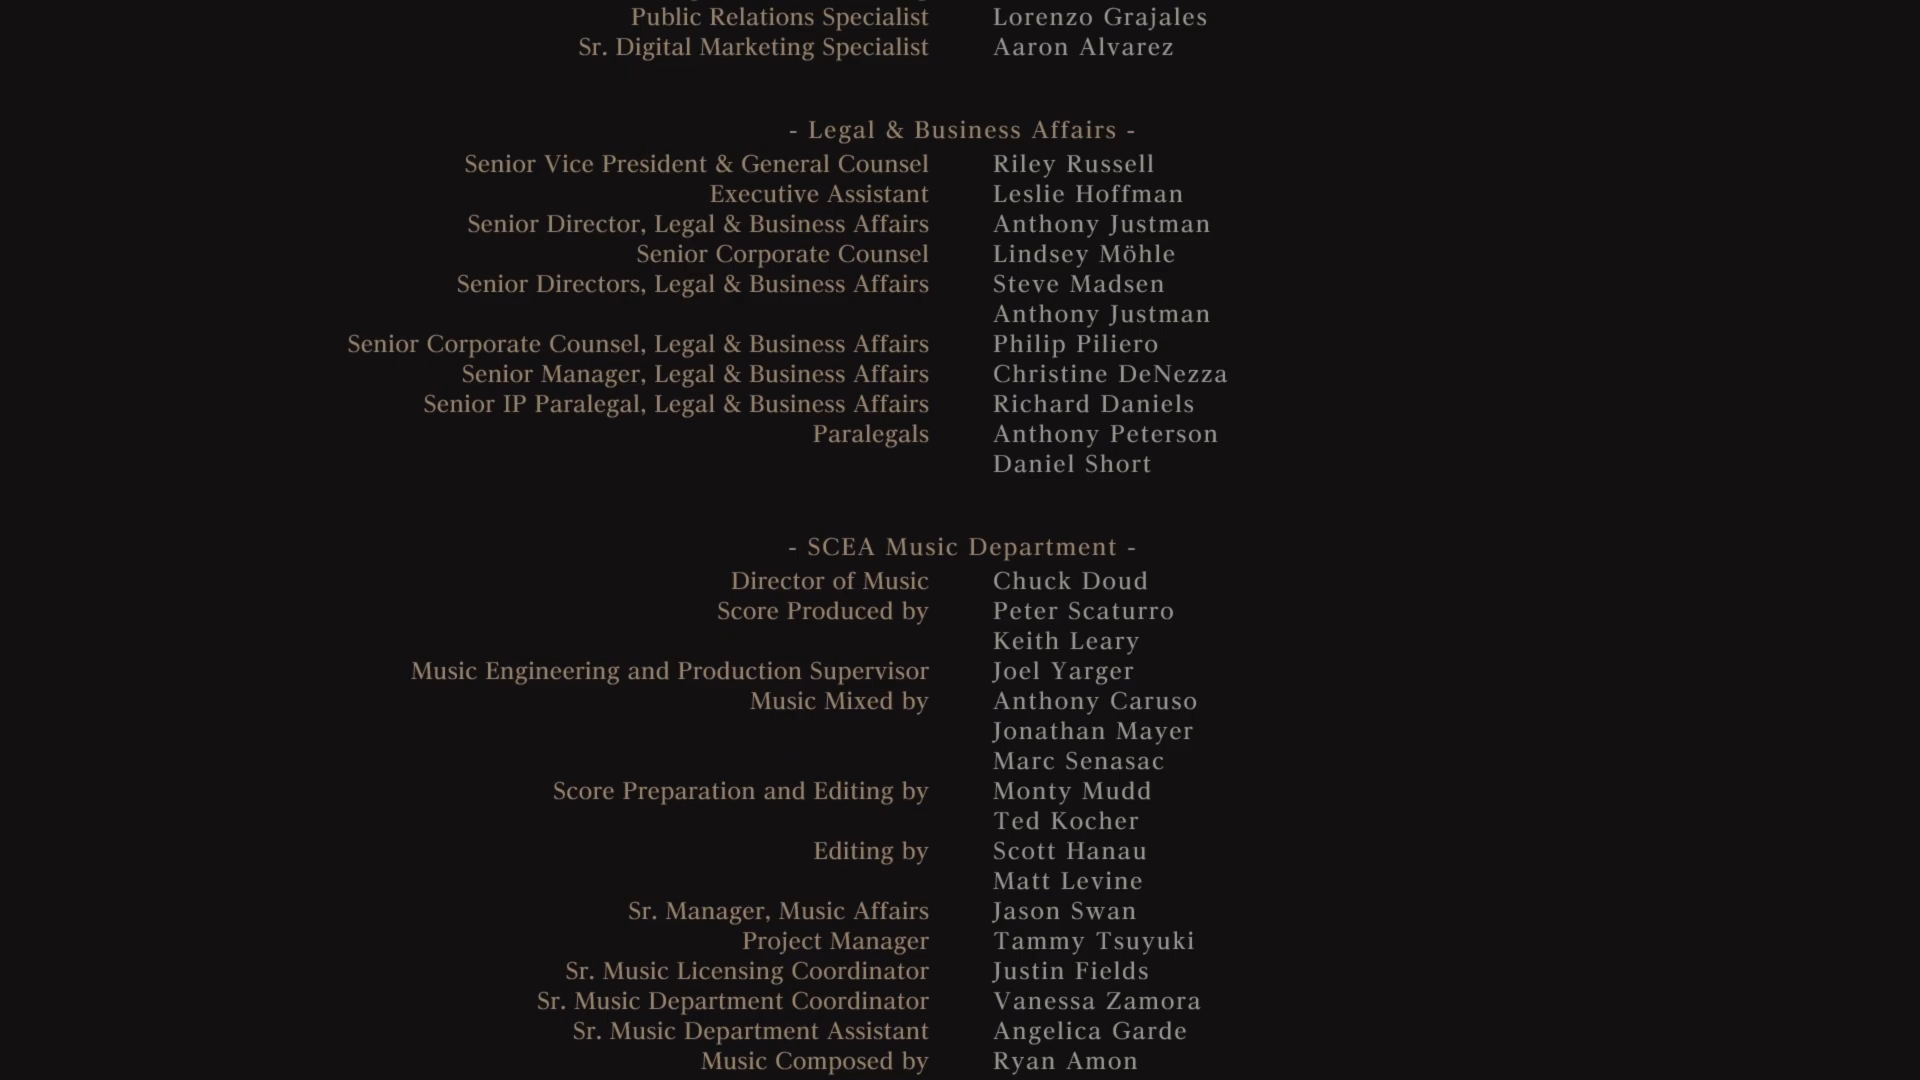 Public Relations Specialist Lorenzo Grajales
Sr. Digital Marketing Specialist Aaron Alvarez
- Legal & Business Affairs -
Senior Vice President & General Counsel Riley Russell
Executive Assistant Leslie Hoffman
Senior Director, Legal & Business Affairs Anthony Justman
Senior Corporate Counsel Lindsey Möhle
Senior Directors, Legal & Business Affairs Steve Madsen
Anthony Justman
Senior Corporate Counsel, Legal & Business Affairs Philip Piliero
Senior Manager, Legal & Business Affairs Christine DeNezza
Senior IP Paralegal, Legal & Business Affairs Richard Daniels
Paralegals Anthony Peterson
Daniel Short
- SCEA Music Department -
Director of Music Chuck Doud
Score Produced by Peter Scaturro
Keith Leary
Music Engineering and Production Supervisor Joel Yarger
Music Mixed by Anthony Caruso
Jonathan Mayer
Marc Senasac
Score Preparation and Editing by Monty Mudd
Ted Kocher
Editing by Scott Hanau
Matt Levine
Sr. Manager, Music Affairs Jason Swan
Project Manager Tammy Tsuyuki
Sr. Music Licensing Coordinator Justin Fields
Sr. Music Department Coordinator Vanessa Zamora
Sr. Music Department Assistant Angelica Garde
Music Composed by Ryan Amon